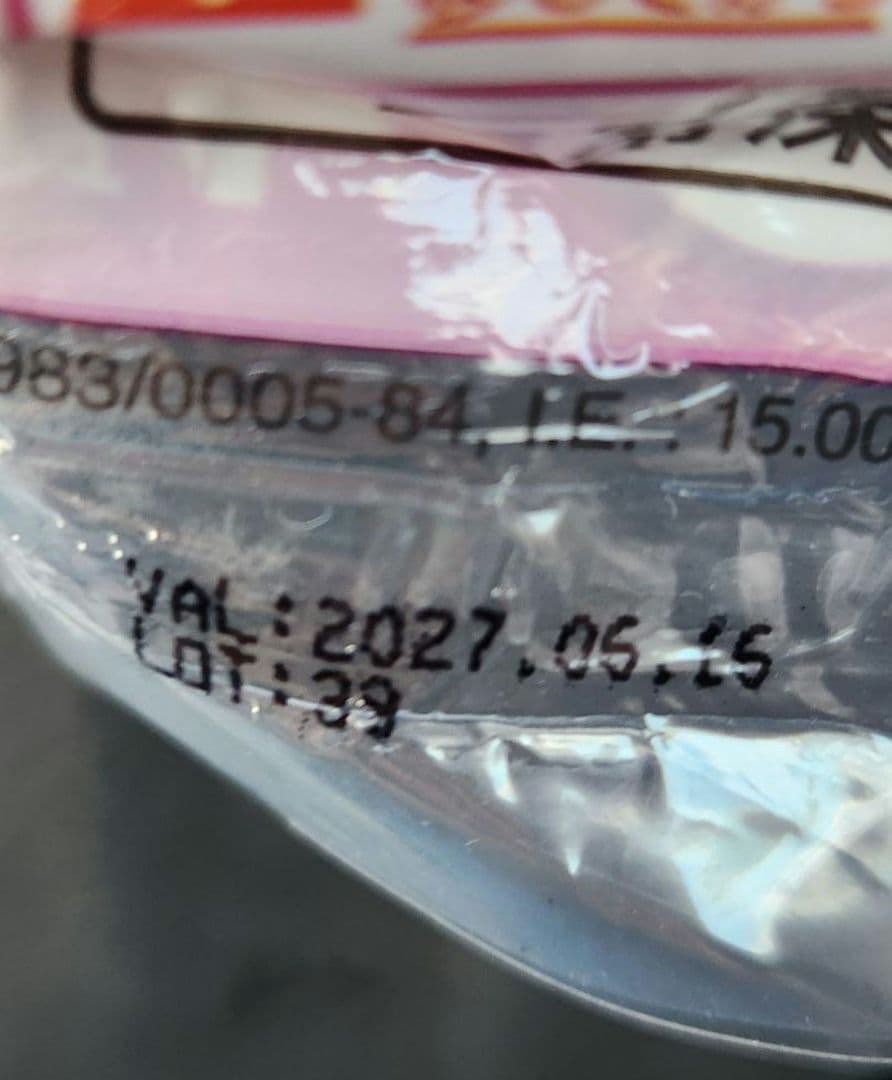 983/0005-84, I.E. : 15.00
VAL:2027.05.15
LOT:39